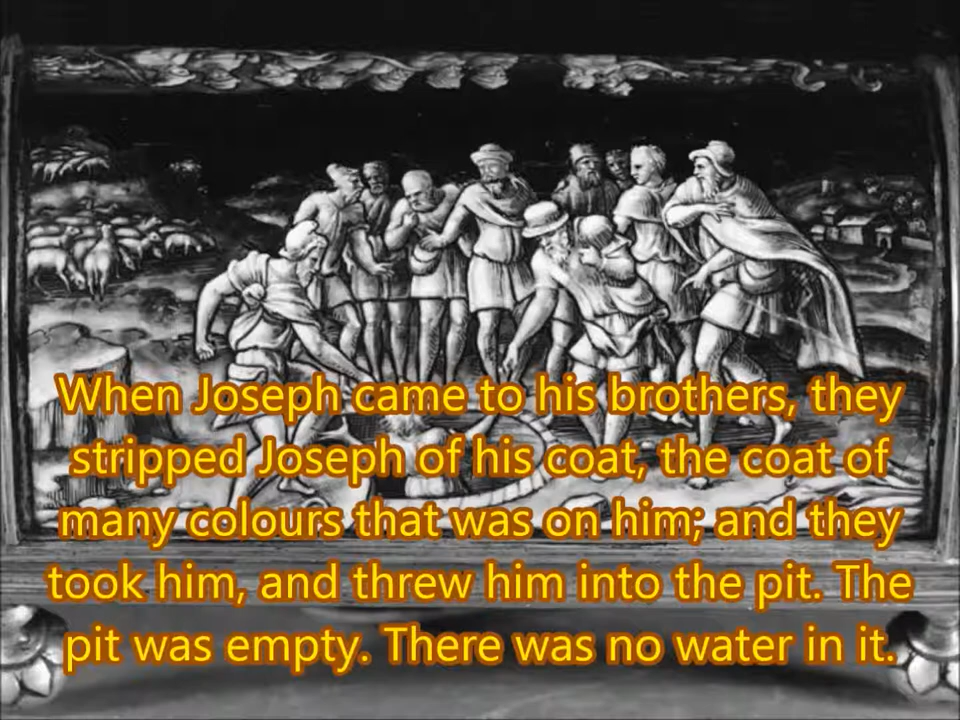 When Joseph came to his brothers, they
stripped Joseph of his coat, the coat of
many colours that was on him; and they
took him, and threw him into the pit. The
pit was empty. There was no water in it.